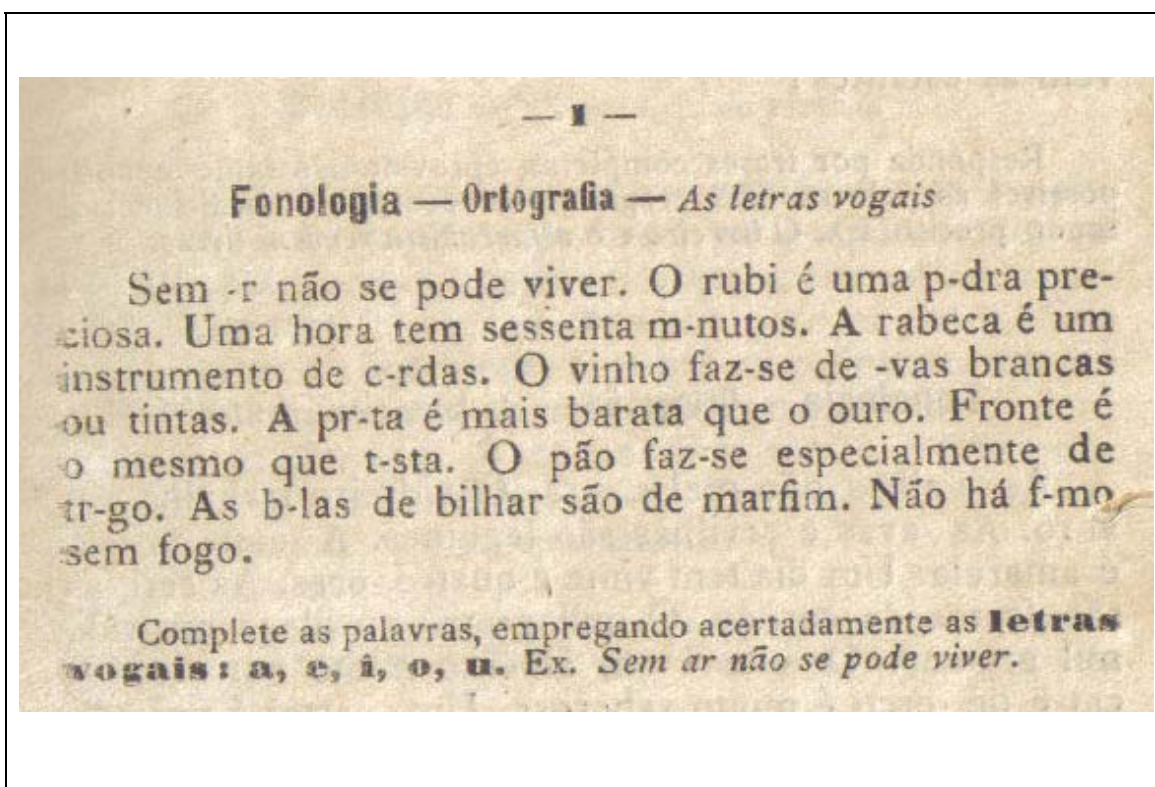 — 1 —
Fonologia — Ortografia — As letras vogais
Sem -r não se pode viver. O rubi é uma p-dra pre-
ciosa. Uma hora tem sessenta m-nutos. A rabeca é um
instrumento de c-rdas. O vinho faz-se de -vas brancas
ou tintas. A pr-ta é mais barata que o ouro. Fronte é
o mesmo que t-sta. O pão faz-se especialmente de
tr-go. As b-las de bilhar são de marfim. Não há f-mo
sem fogo.
Complete as palavras, empregando acertadamente as letras
vogais: a, e, i, o, u. Ex. Sem ar não se pode viver.